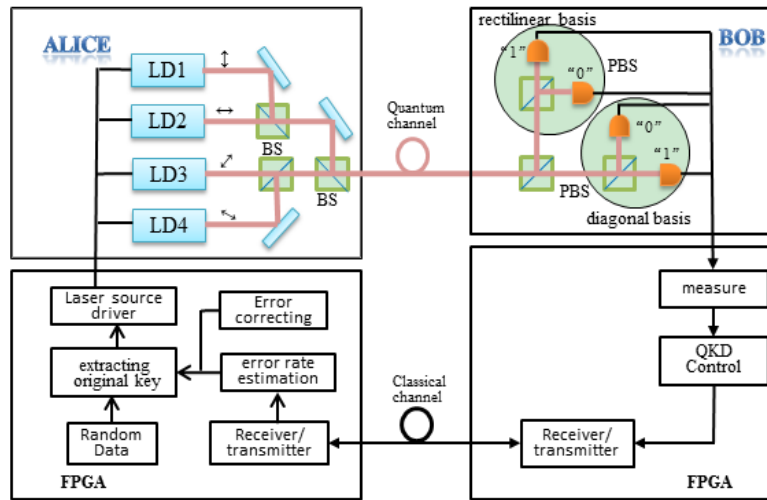 ALICE
LD1
LD2
LD3
LD4
BS
BS
Quantum
channel
BOB
rectilinear basis
"1"
"0"
PBS
"0"
"1"
PBS
diagonal basis
Laser source
driver
Error
correcting
extracting
original key
error rate
estimation
Random
Data
Receiver/
transmitter
FPGA
Classical
channel
measure
QKD
Control
Receiver/
transmitter
FPGA